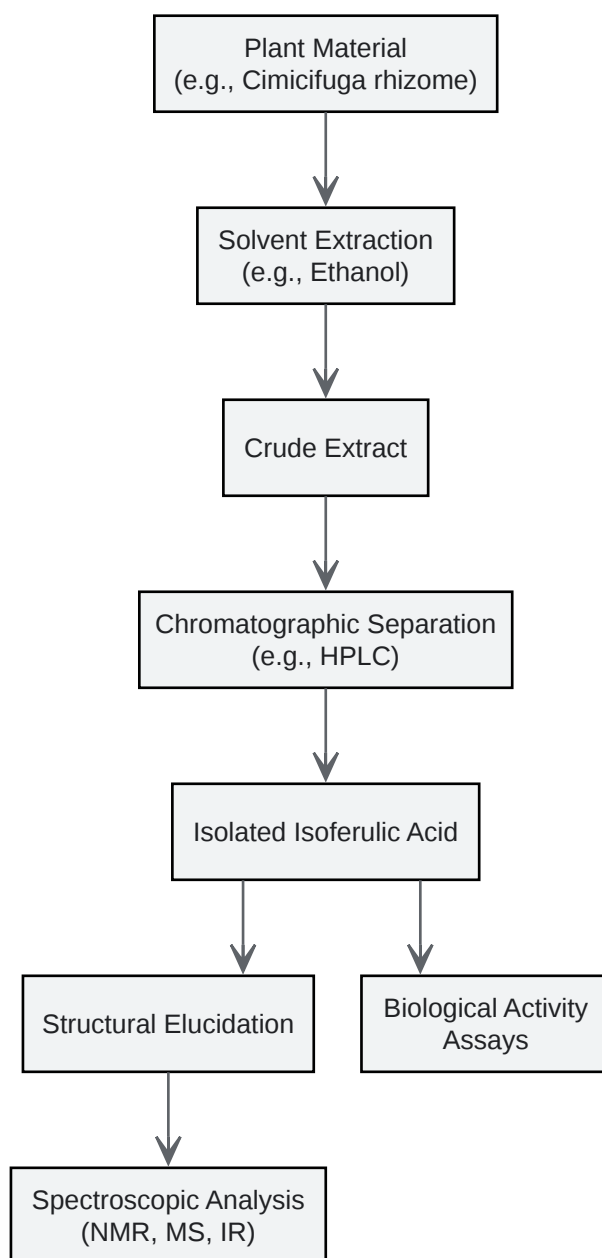 Plant Material
(e.g., Cimicifuga rhizome)
Solvent Extraction
(e.g., Ethanol)
Crude Extract
Chromatographic Separation
(e.g., HPLC)
Isolated Isoferulic Acid
Structural Elucidation
Biological Activity
Assays
Spectroscopic Analysis
(NMR, MS, IR)